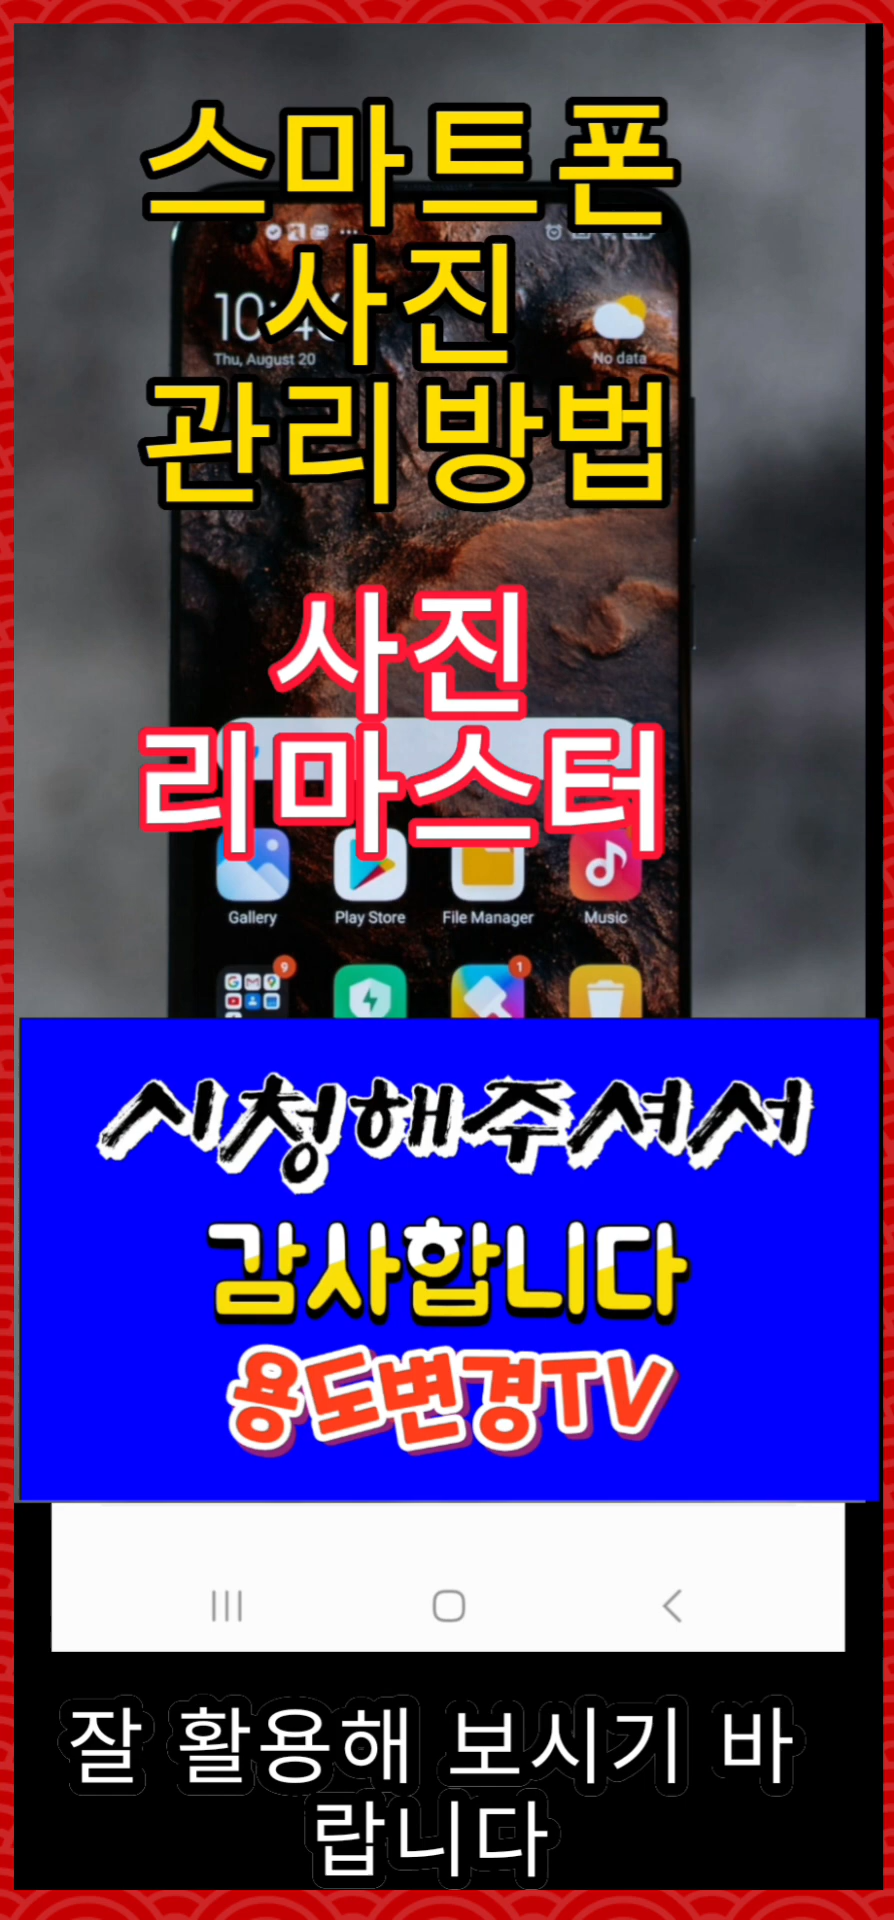 스마트폰
사진
관리방법
Thu, August 20
No data
사진
리마스터
Gallery Play Store File Manager Music
9 1
시청해주셔서
감사합니다
용도변경TV
잘 활용해 보시기 바
랍니다